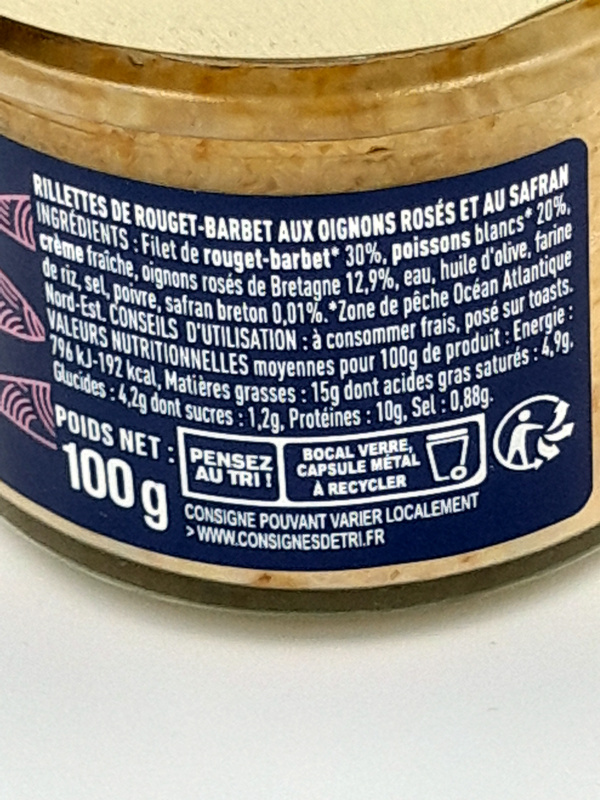 RILLETTES DE ROUGET-BARBET AUX OIGNONS ROSÉS ET AU SAFRAN
INGRÉDIENTS : Filet de rouget-barbet* 30%, poissons blancs* 20%,
crème fraîche, oignons rosés de Bretagne 12,9%, eau, huile d'olive, farine
de riz, sel, poivre, safran breton 0,01%.*Zone de pêche Océan Atlantique
Nord-Est. CONSEILS D'UTILISATION : à consommer frais, posé sur toasts.
VALEURS NUTRITIONNELLES moyennes pour 100g de produit : Energie :
796 kJ-192 kcal, Matières grasses : 15g dont acides gras saturés : 4,9g,
Glucides : 4,2g dont sucres : 1,2g, Protéines : 10g, Sel : 0,88g.
POIDS NET :
100 g
PENSEZ
AU TRI !
BOCAL VERRE,
CAPSULE MÉTAL
À RECYCLER
CONSIGNE POUVANT VARIER LOCALEMENT
> WWW.CONSIGNESDETRI.FR